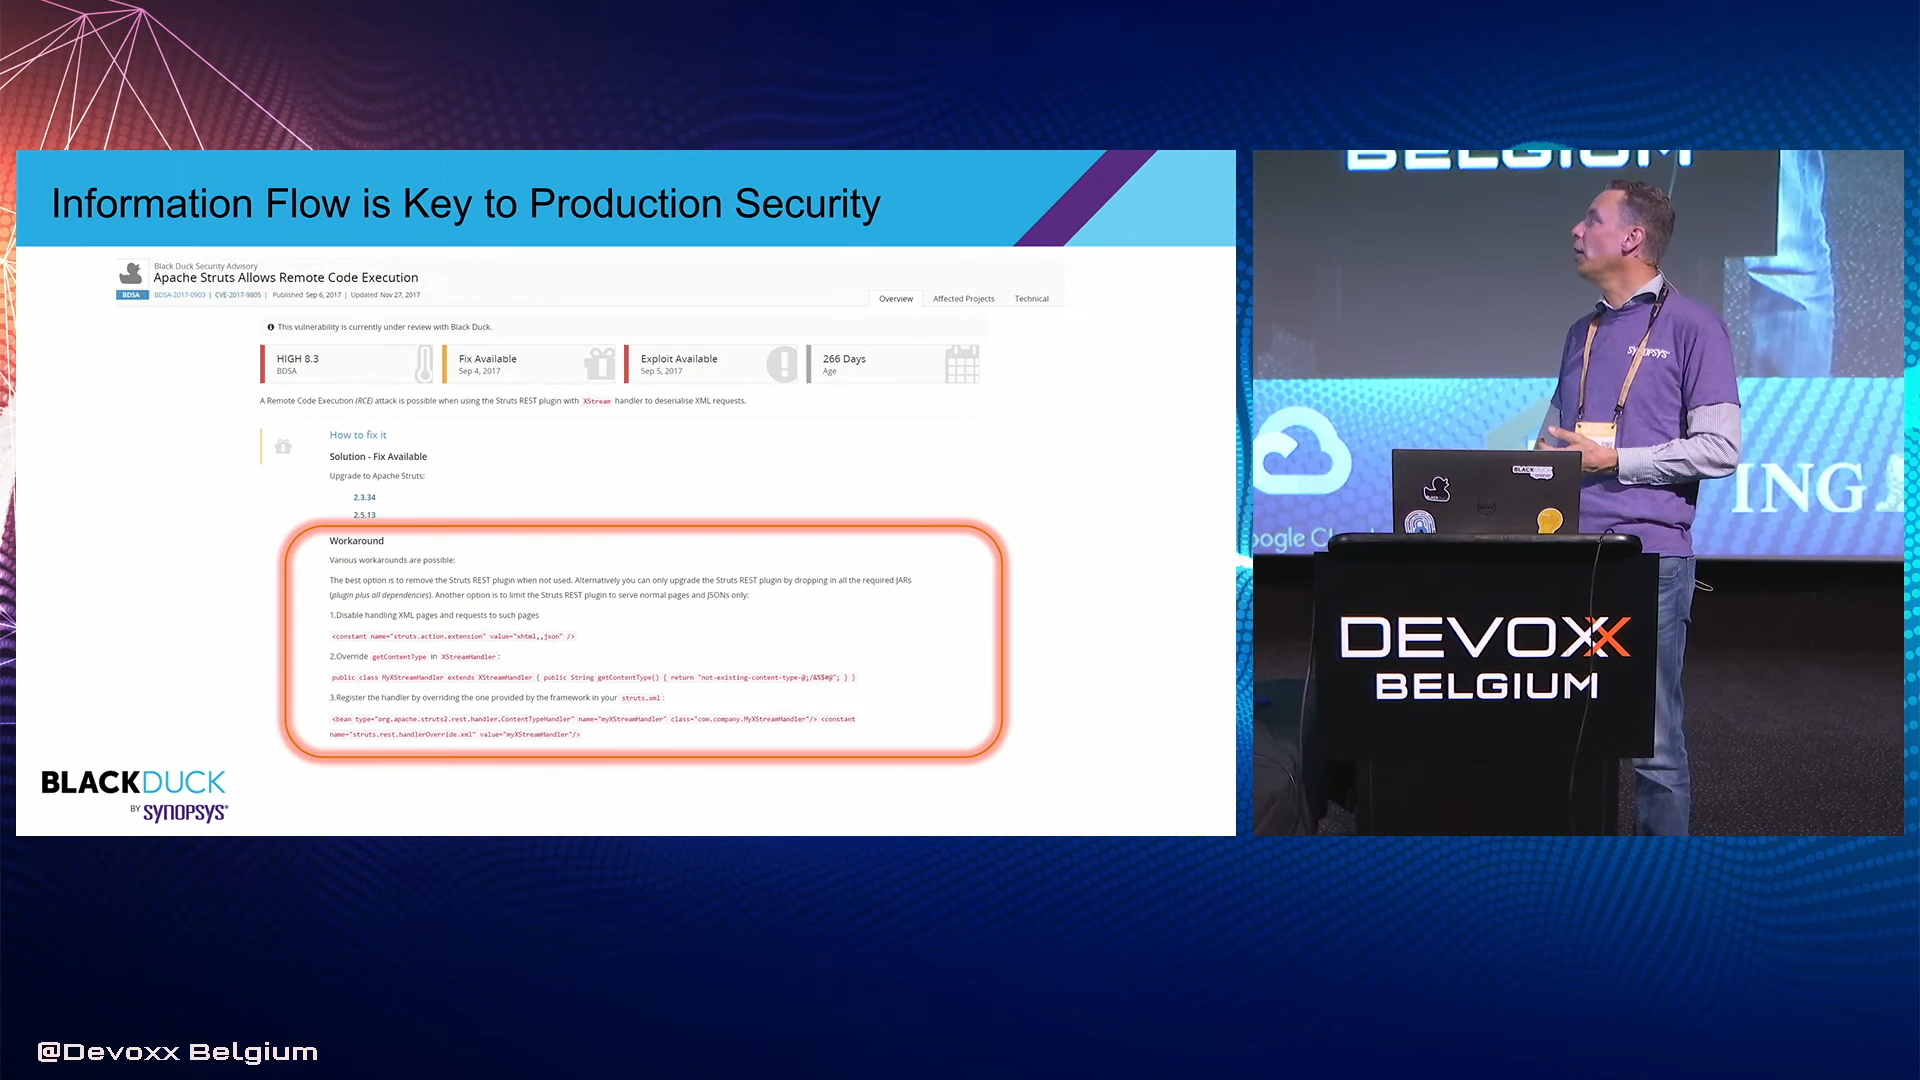 Information Flow is Key to Production Security
Black Duck Security Advisory
Apache Struts Allows Remote Code Execution
BDSA BDSA-2017-0903 | CVE-2017-9805 | Published Sep 6, 2017 | Updated Nov 27, 2017
Overview Affected Projects Technical
This vulnerability is currently under review with Black Duck.
HIGH 8.3
BDSA
Fix Available
Sep 4, 2017
Exploit Available
Sep 5, 2017
266 Days
Age
A Remote Code Execution (RCE) attack is possible when using the Struts REST plugin with XStream handler to deserialise XML requests.
How to fix it
Solution - Fix Available
Upgrade to Apache Struts:
2.3.34
2.5.13
Workaround
Various workarounds are possible:
The best option is to remove the Struts REST plugin when not used. Alternatively you can only upgrade the Struts REST plugin by dropping in all the required JARs
(plugin plus all dependencies). Another option is to limit the Struts REST plugin to serve normal pages and JSONs only:
1.Disable handling XML pages and requests to such pages
<constant name="struts.action.extension" value="xhtml,,json" />
2.Override getContentType in XStreamHandler:
public class MyXStreamHandler extends XStreamHandler { public String getContentType() { return "not-existing-content-type-@;/&%$#@"; } }
3.Register the handler by overriding the one provided by the framework in your struts.xml:
<bean type="org.apache.struts2.rest.handler.ContentTypeHandler" name="myXStreamHandler" class="com.company.MyXStreamHandler"/> <constant
name="struts.rest.handlerOverride.xml" value="myXStreamHandler"/>
BLACKDUCK
BY SYNOPSYS®
BELGIUM
SYNOPSYS®
BLACKDUCK
ING
DEVOXX
BELGIUM
@Devoxx Belgium